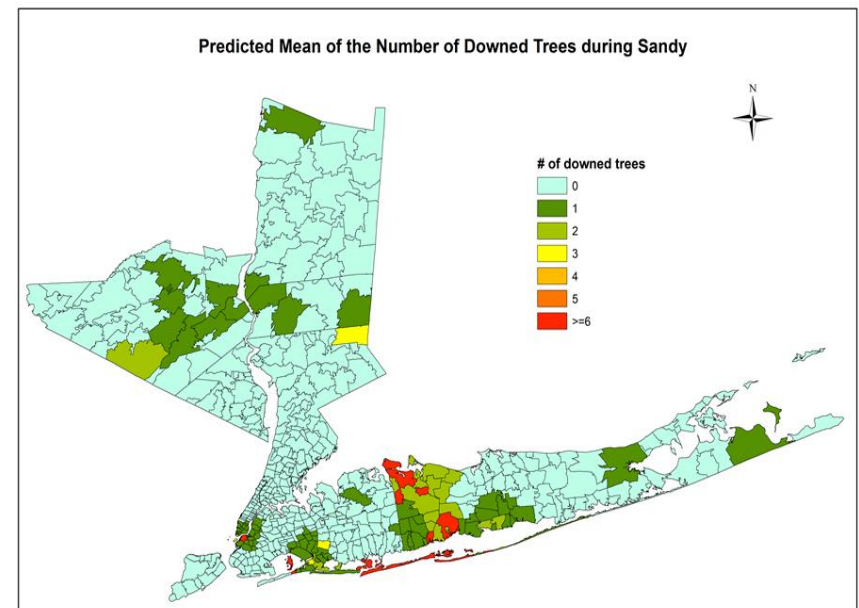 Predicted Mean of the Number of Downed Trees during Sandy
N
# of downed trees
0
1
2
3
4
5
>=6